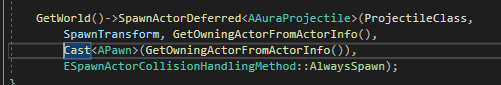 GetWorld()->SpawnActorDeferred<AAuraProjectile>(ProjectileClass,
SpawnTransform, GetOwningActorFromActorInfo(),
Cast<APawn>(GetOwningActorFromActorInfo()),
ESpawnActorCollisionHandlingMethod::AlwaysSpawn);
}